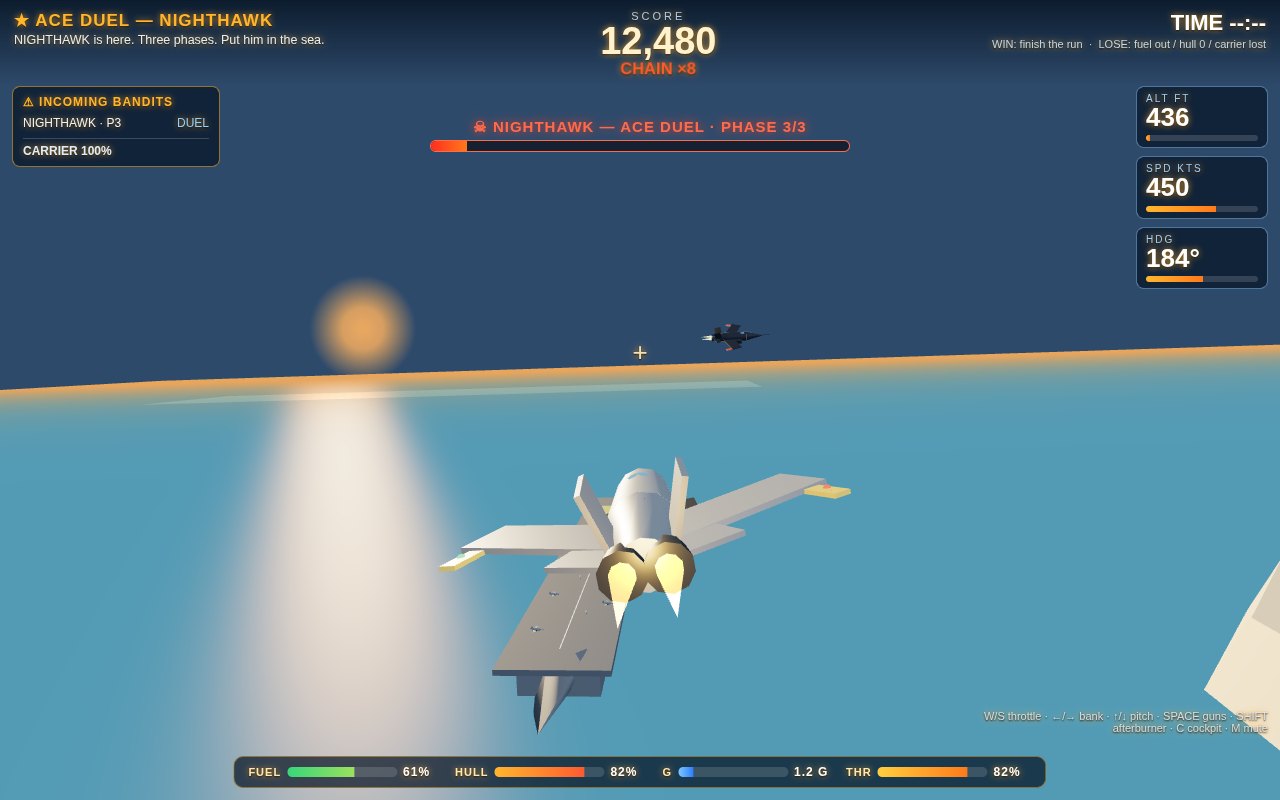 ★ ACE DUEL — NIGHTHAWK
NIGHTHAWK is here. Three phases. Put him in the sea.
SCORE
12,480
CHAIN ×8
TIME --:--
WIN: finish the run · LOSE: fuel out / hull 0 / carrier lost
⚠ INCOMING BANDITS
NIGHTHAWK · P3 DUEL
CARRIER 100%
☠ NIGHTHAWK — ACE DUEL · PHASE 3/3
ALT FT
436
SPD KTS
450
HDG
184°
W/S throttle · ←/→ bank · ↑/↓ pitch · SPACE guns · SHIFT
afterburner · C cockpit · M mute
FUEL 61% HULL 82% G 1.2 G THR 82%